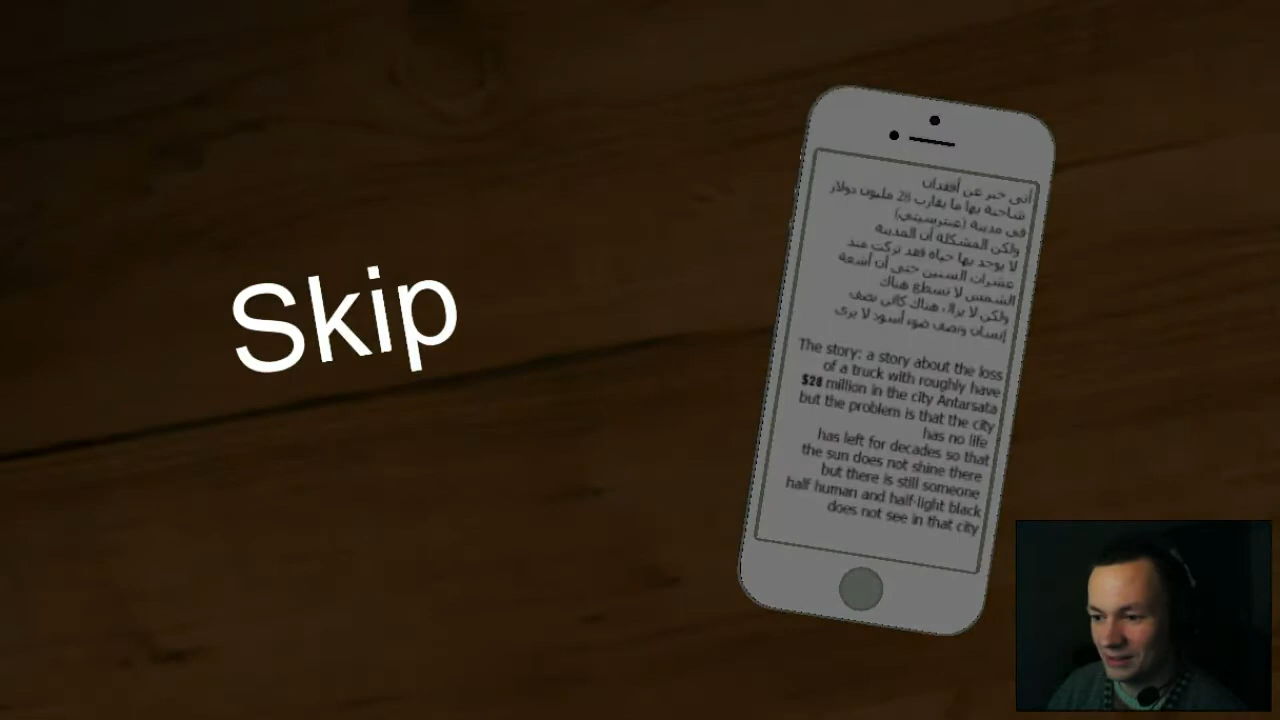 Skip
أتى خبر عن أفقدان
شاحنة بها ما يقارب 28 مليون دولار
في مدينة (عنترسيتي)
ولكن المشكلة أن المدينة
لا يوجد بها حياة فقد تركت منذ
عشرات السنين حتى أن أشعة
الشمس لا تسطع هناك
ولكن لا يزال هناك كائن نصف
إنسان ونصف ضوء أسود لا يرى
The story: a story about the loss
of a truck with roughly have
$28 million in the city Antarsata
but the problem is that the city
has no life
has left for decades so that
the sun does not shine there
but there is still someone
half human and half-light black
does not see in that city